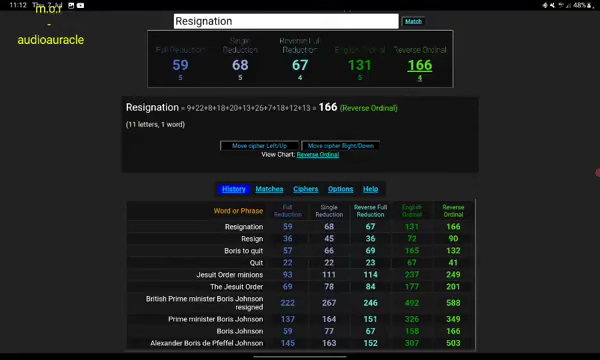 11:12 Thu, 7 Jul
48%
m.o.r
-
audioauracle
Resignation
Match
Full Reduction Single Reduction Reverse Full Reduction English Ordinal Reverse Ordinal
59 68 67 131 166
5 5 4 5 4
Resignation = 9+22+8+18+20+13+26+7+18+12+13 = 166 (Reverse Ordinal)
(11 letters, 1 word)
Move cipher Left/Up Move cipher Right/Down
View Chart: Reverse Ordinal
History Matches Ciphers Options Help
Word or Phrase Full Reduction Single Reduction Reverse Full Reduction English Ordinal Reverse Ordinal
Resignation 59 68 67 131 166
Resign 36 45 36 72 90
Boris to quit 57 66 69 165 132
Quit 22 22 23 67 41
Jesuit Order minions 93 111 114 237 249
The Jesuit Order 69 78 84 177 201
British Prime minister Boris Johnson resigned 222 267 246 492 588
Prime minister Boris Johnson 137 164 151 326 349
Boris Johnson 59 77 67 158 166
Alexander Boris de Pfeffel Johnson 145 163 152 307 503